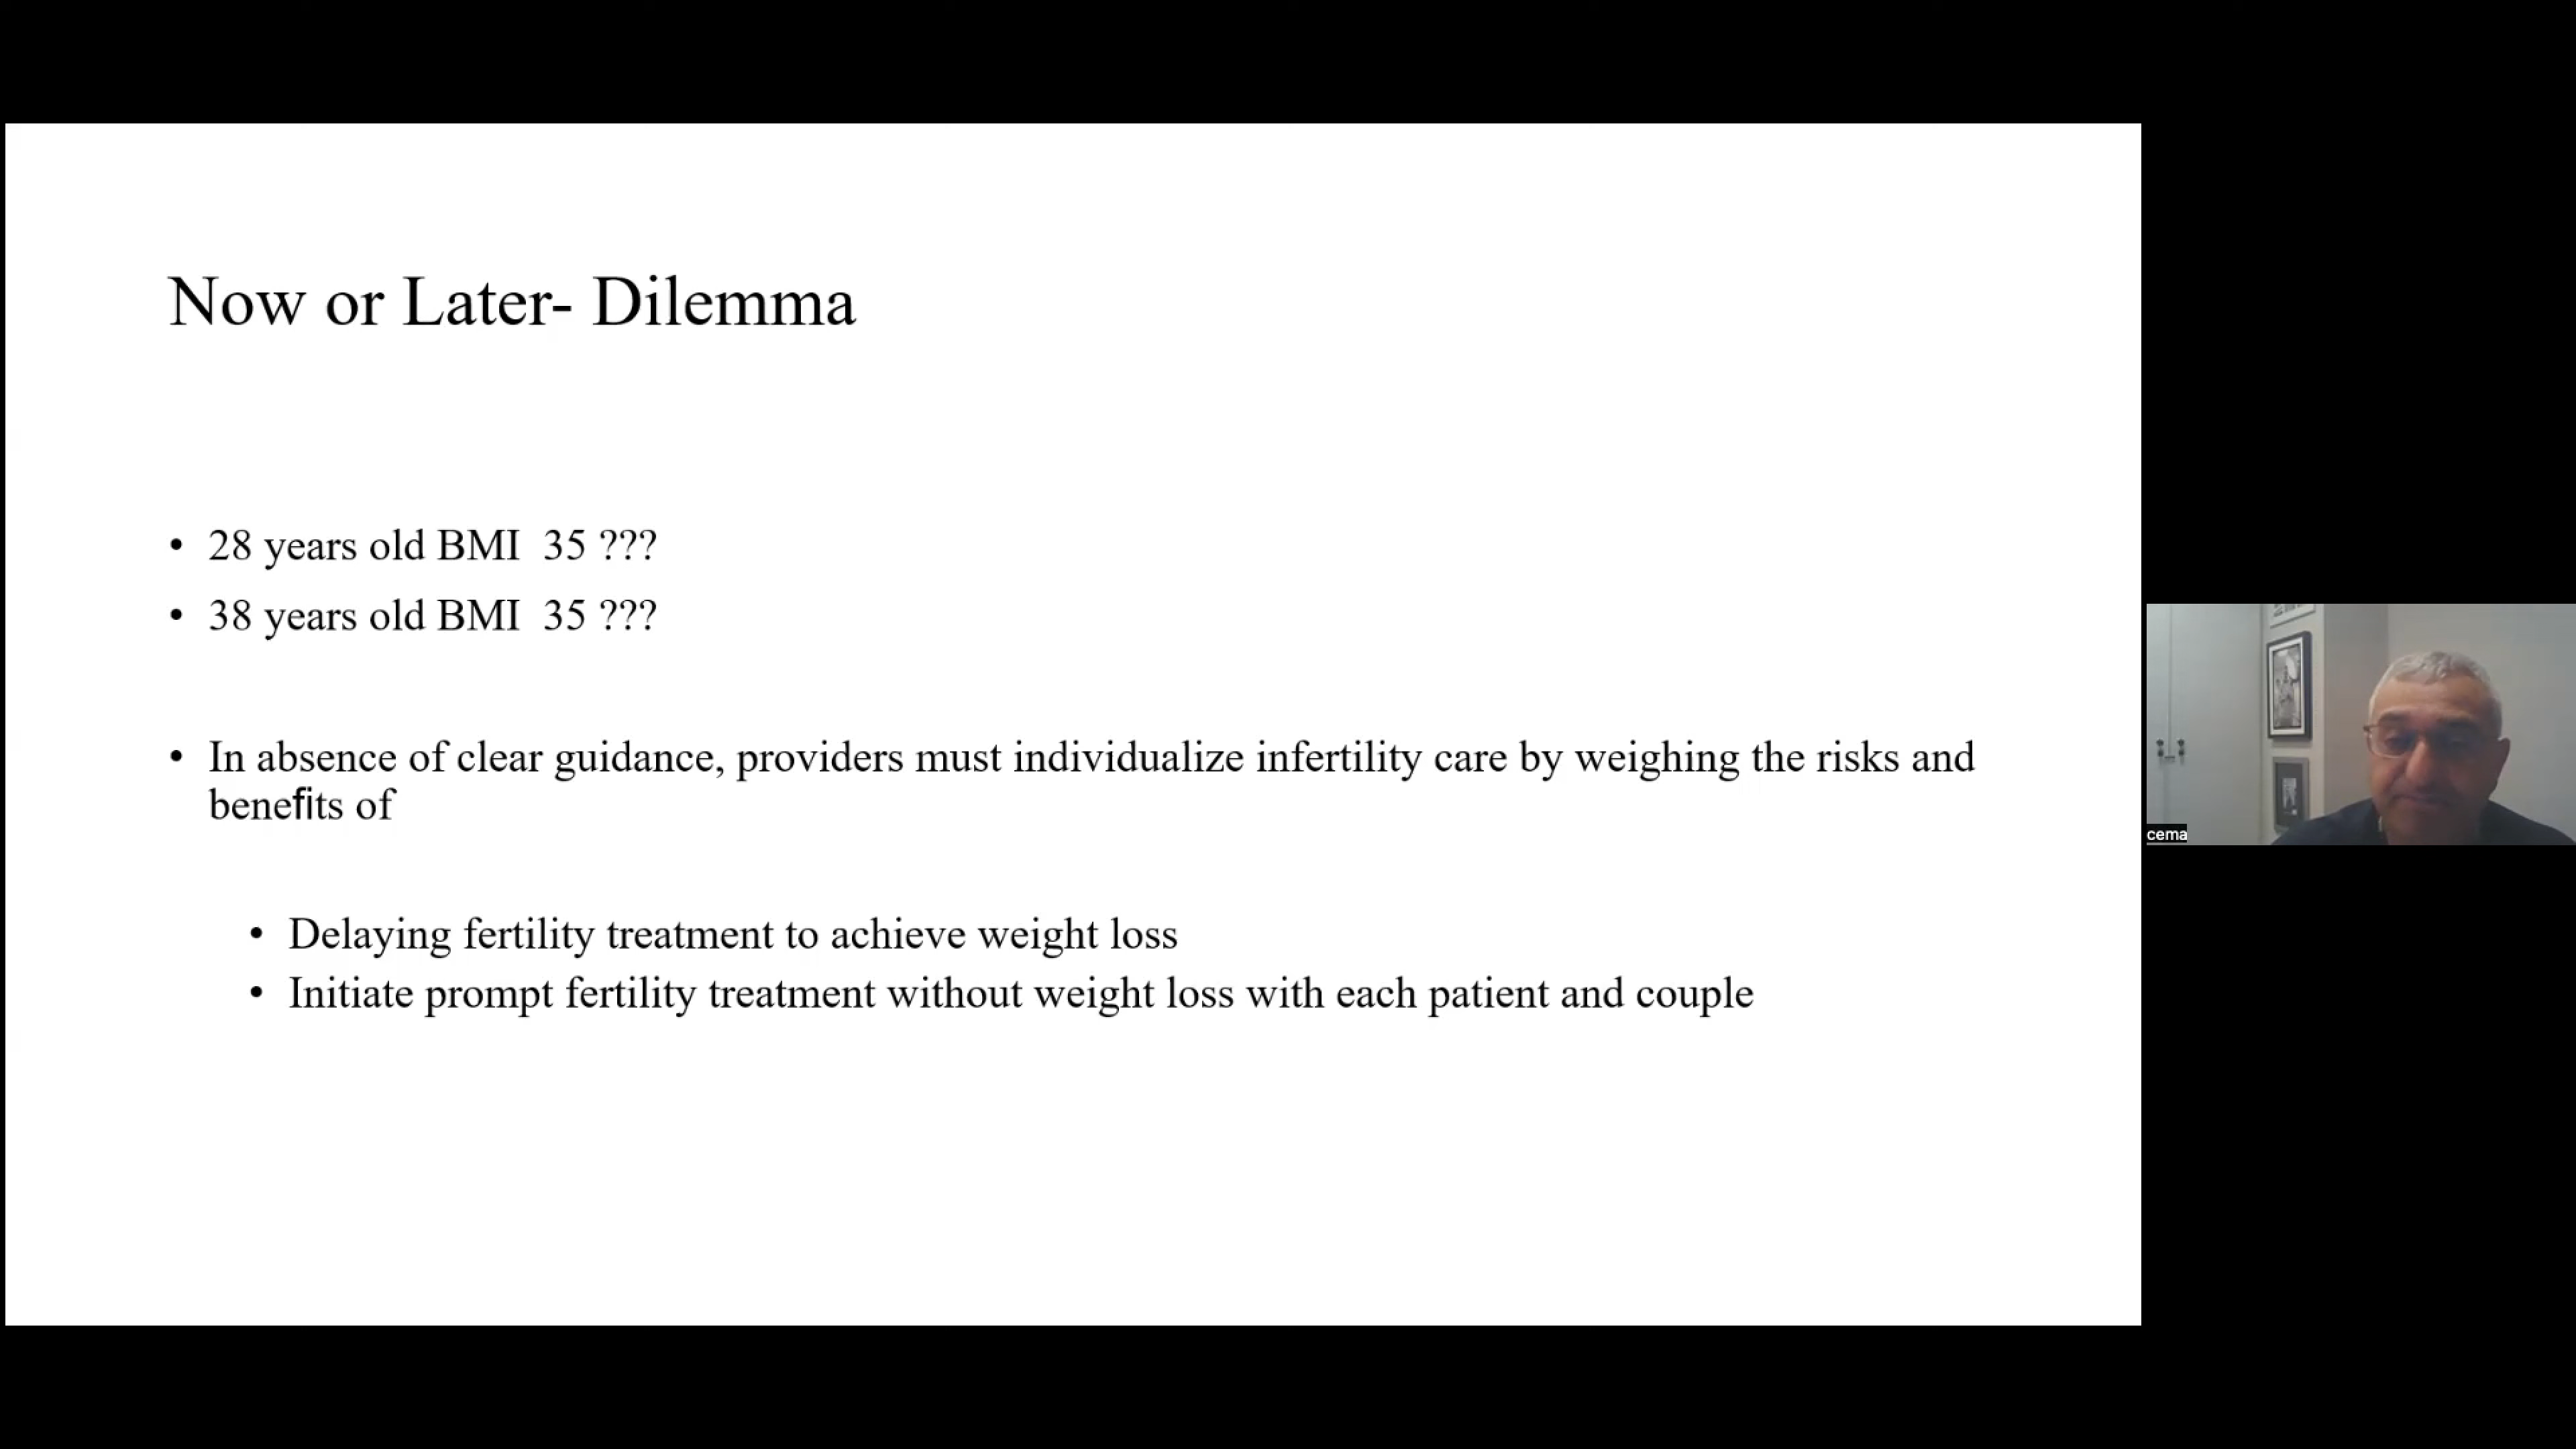 Now or Later- Dilemma
• 28 years old BMI  35 ???
• 38 years old BMI  35 ???
• In absence of clear guidance, providers must individualize infertility care by weighing the risks and
benefits of
• Delaying fertility treatment to achieve weight loss
• Initiate prompt fertility treatment without weight loss with each patient and couple
cema